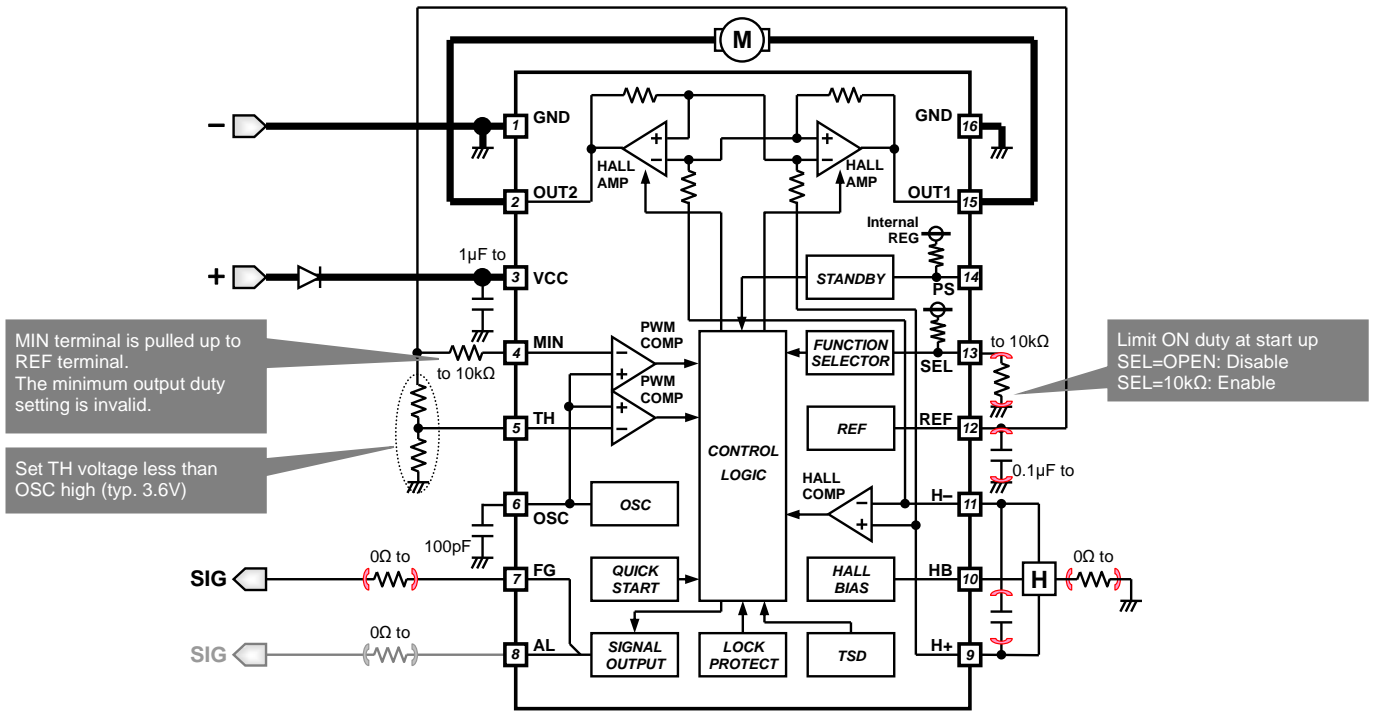 M
−
1
GND
GND
16
+
−
HALL
AMP
+
−
HALL
AMP
2
OUT2
OUT1
15
Internal
REG
+
1µF to
3
VCC
STANDBY
14
PS
MIN terminal is pulled up to
REF terminal.
The minimum output duty
setting is invalid.
to 10kΩ
4
MIN
PWM
COMP
−
+
PWM
COMP
+
−
FUNCTION
SELECTOR
13
SEL
to 10kΩ
Limit ON duty at start up
SEL=OPEN: Disable
SEL=10kΩ: Enable
5
TH
REF
REF
12
CONTROL
LOGIC
0.1µF to
Set TH voltage less than
OSC high (typ. 3.6V)
HALL
COMP
−
+
H–
11
6
OSC
OSC
100pF
SIG
0Ω to
7
FG
QUICK
START
HALL
BIAS
HB
10
H
0Ω to
SIG
0Ω to
8
AL
SIGNAL
OUTPUT
LOCK
PROTECT
TSD
H+
9